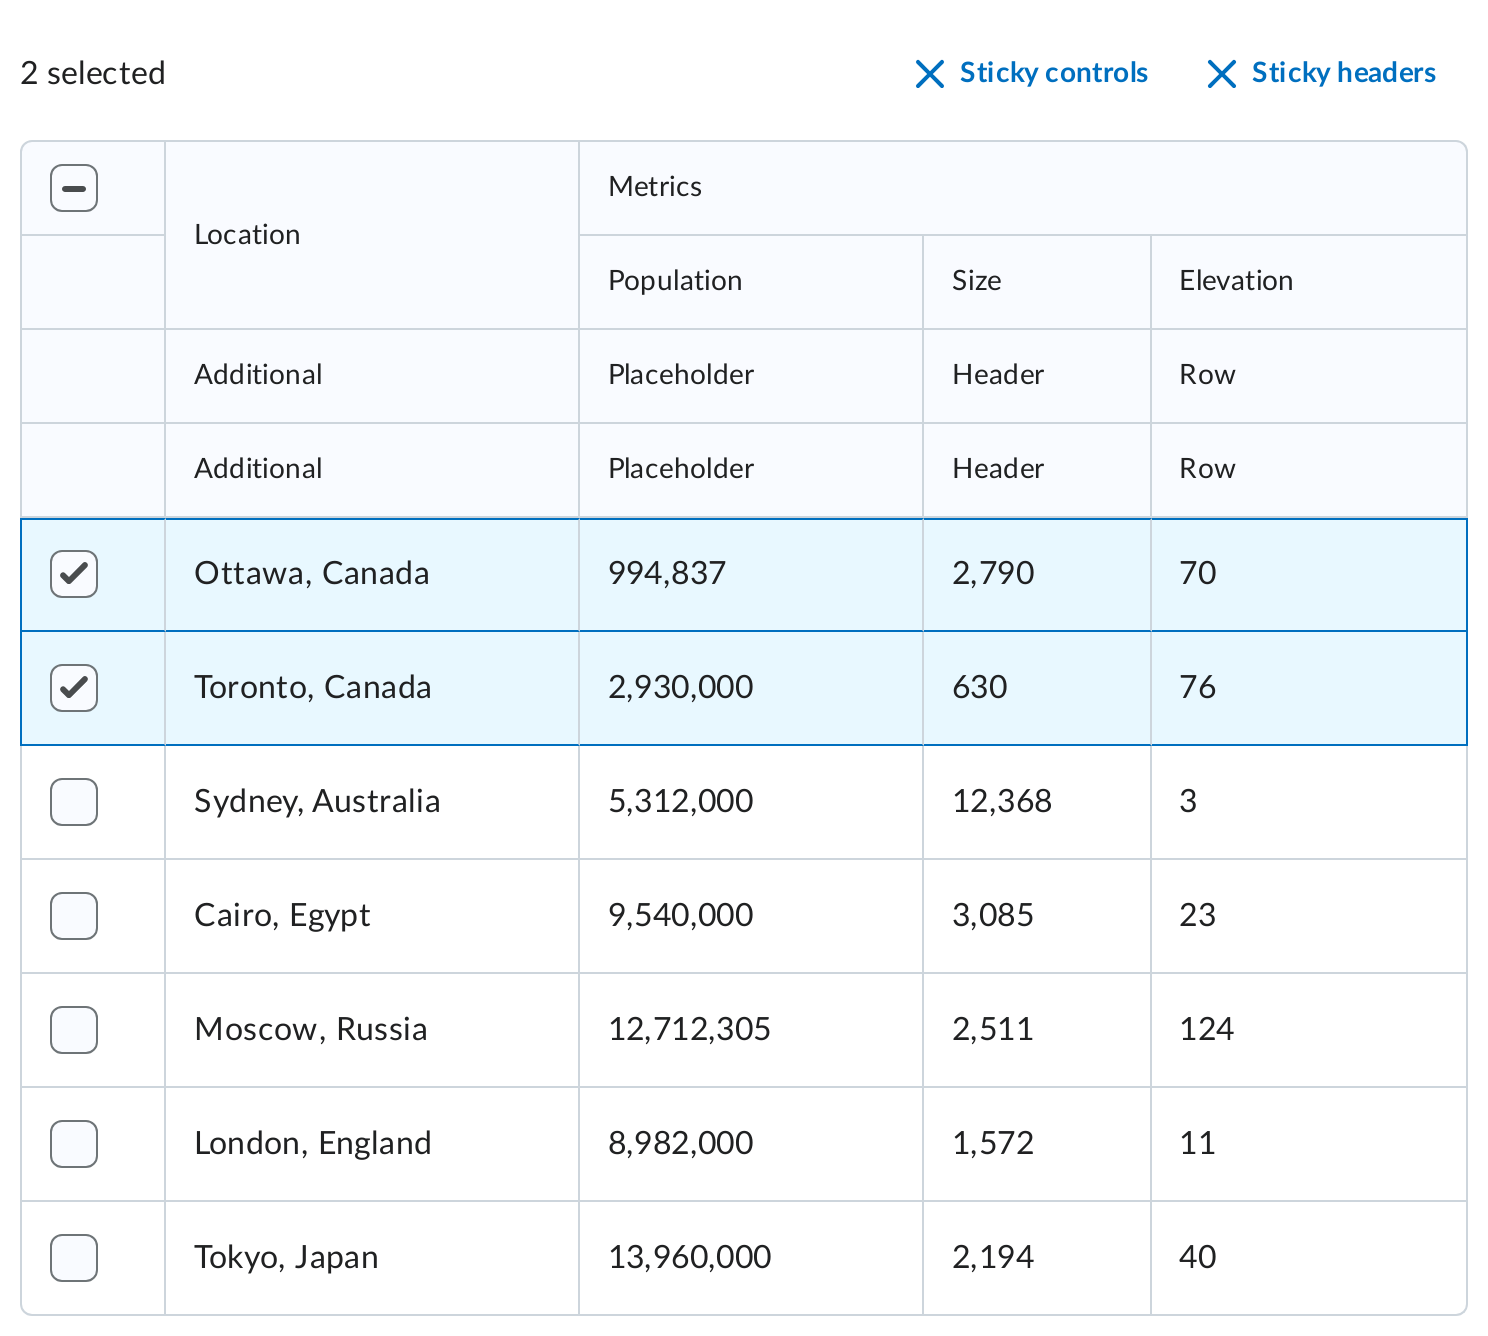 2 selected Sticky controls Sticky headers
Metrics
Location
Population Size Elevation
Additional Placeholder Header Row
Additional Placeholder Header Row
Ottawa, Canada 994,837 2,790 70
Toronto, Canada 2,930,000 630 76
Sydney, Australia 5,312,000 12,368 3
Cairo, Egypt 9,540,000 3,085 23
Moscow, Russia 12,712,305 2,511 124
London, England 8,982,000 1,572 11
Tokyo, Japan 13,960,000 2,194 40